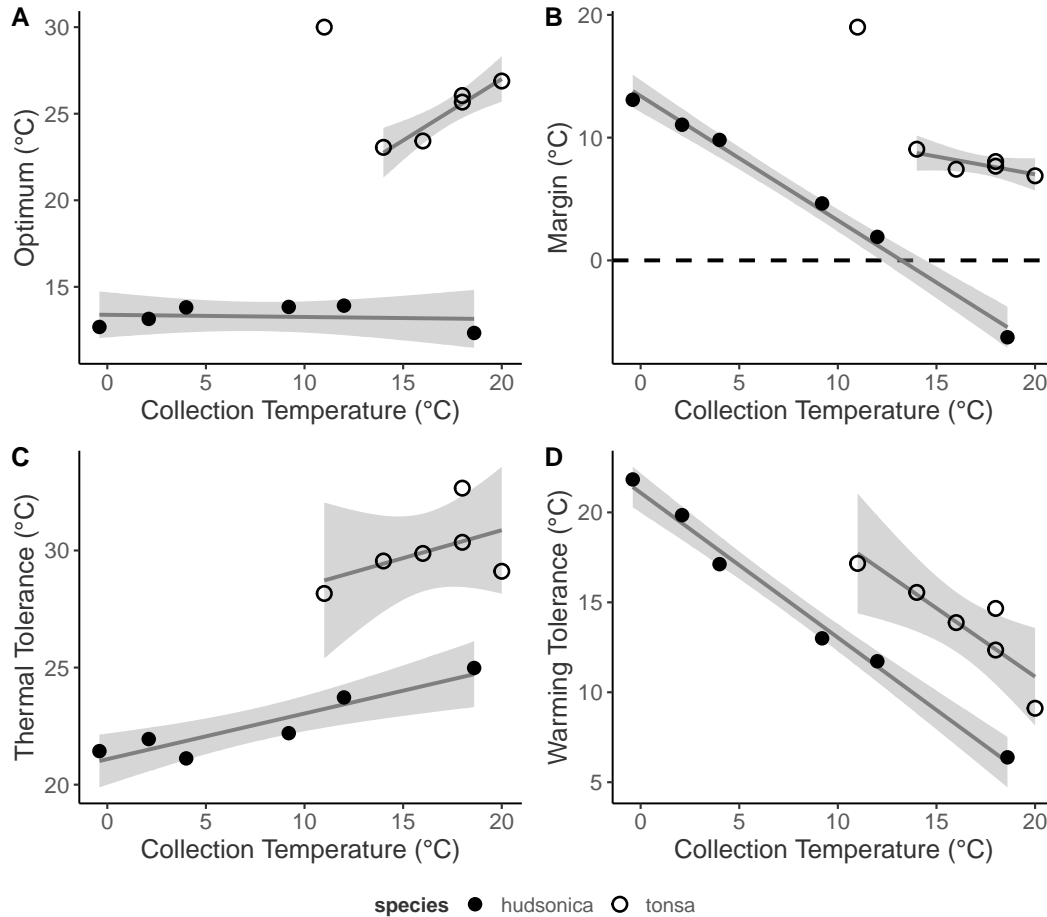 A
B
Optimum (°C)
30
25
20
15
0 5 10 15 20
Collection Temperature (°C)
Margin (°C)
20
10
0
0 5 10 15 20
Collection Temperature (°C)
C
D
Thermal Tolerance (°C)
30
25
20
0 5 10 15 20
Collection Temperature (°C)
Warming Tolerance (°C)
20
15
10
5
0 5 10 15 20
Collection Temperature (°C)
species hudsonica tonsa